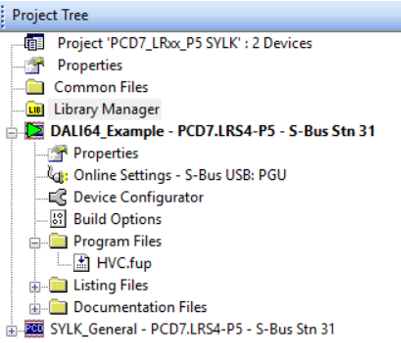 Project Tree
Project 'PCD7_LRxx_P5 SYLK' : 2 Devices
Properties
Common Files
LIB Library Manager
DALI64_Example - PCD7.LRS4-P5 - S-Bus Stn 31
Properties
Online Settings - S-Bus USB: PGU
Device Configurator
Build Options
Program Files
HVC.fup
Listing Files
Documentation Files
PCD SYLK_General - PCD7.LRS4-P5 - S-Bus Stn 31